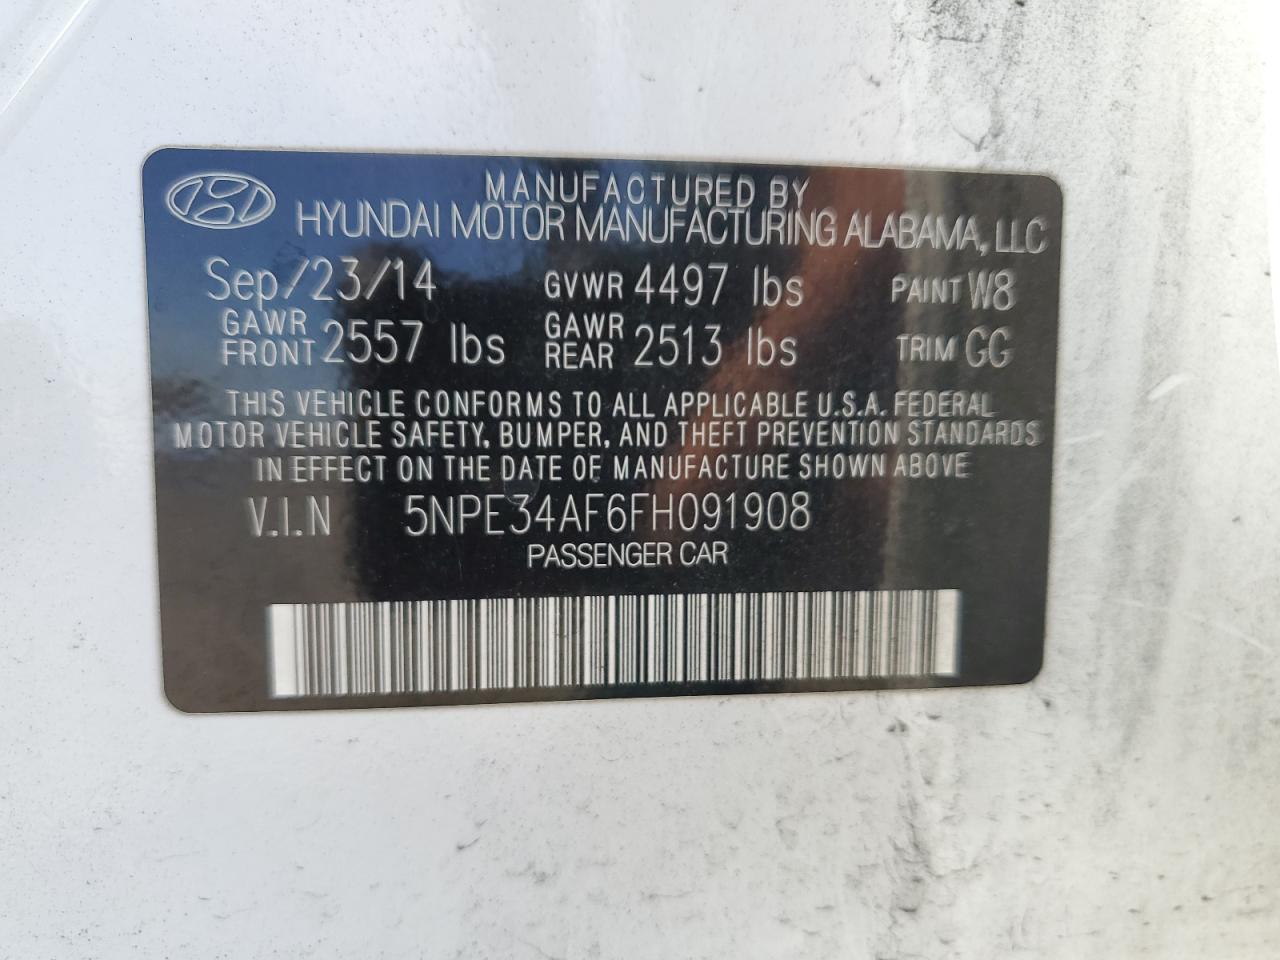 MANUFACTURED BY
HYUNDAI MOTOR MANUFACTURING ALABAMA, LLC
Sep/23/14 GVWR 4497 lbs PAINT W8
GAWR FRONT 2557 lbs GAWR REAR 2513 lbs TRIM GG
THIS VEHICLE CONFORMS TO ALL APPLICABLE U.S.A. FEDERAL
MOTOR VEHICLE SAFETY, BUMPER, AND THEFT PREVENTION STANDARDS
IN EFFECT ON THE DATE OF MANUFACTURE SHOWN ABOVE
V.I.N 5NPE34AF6FH091908
PASSENGER CAR